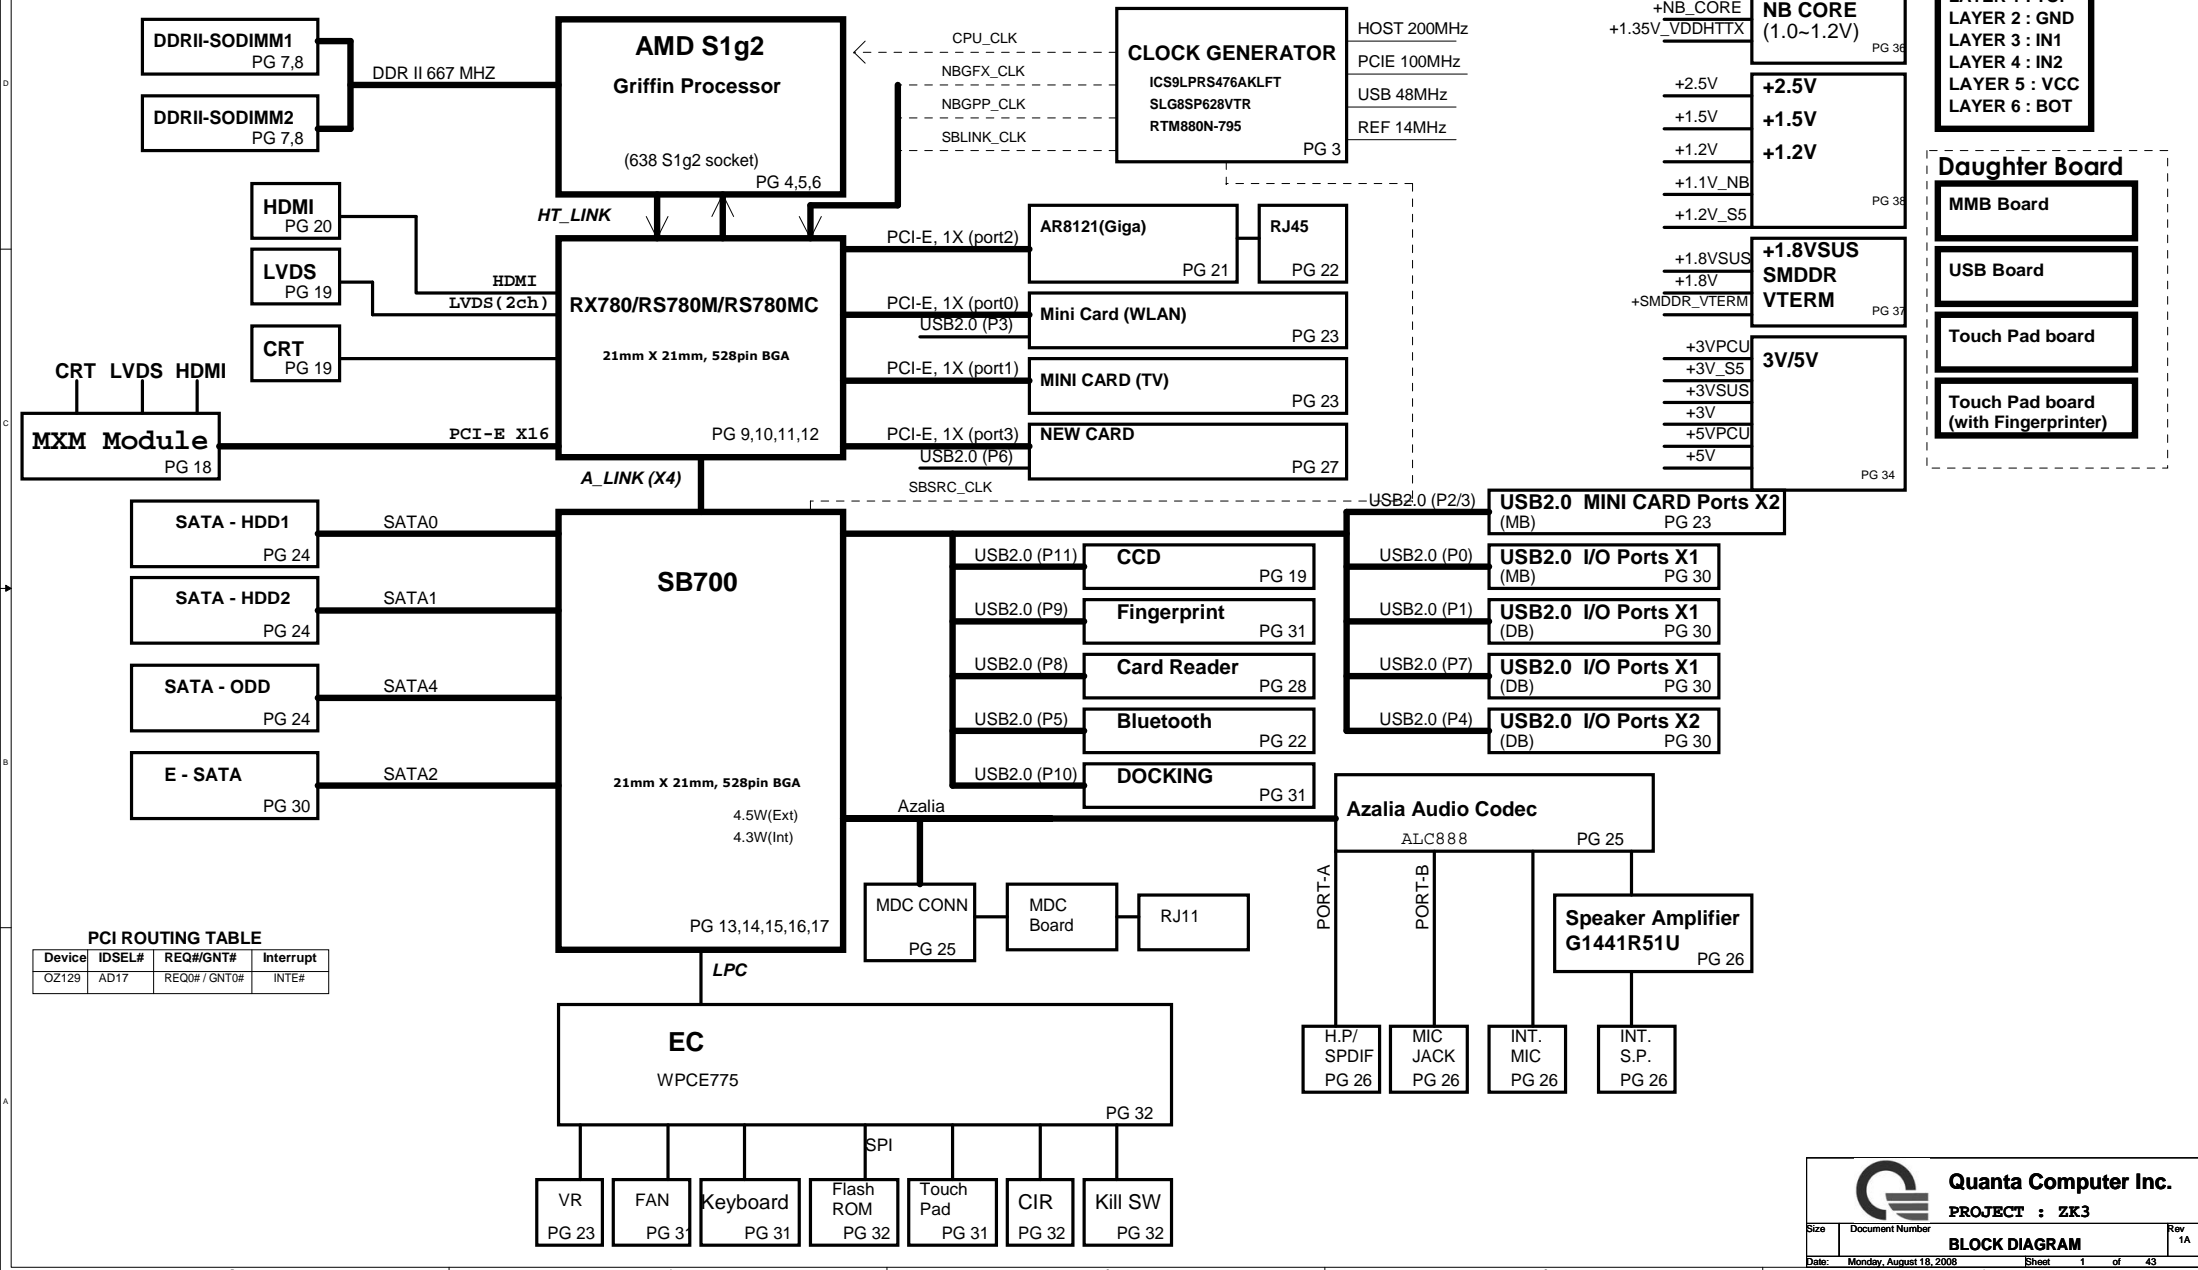 DDRII-SODIMM1
PG 7,8
DDRII-SODIMM2
PG 7,8
DDR II 667 MHZ
AMD S1g2
Griffin Processor
(638 S1g2 socket)
PG 4,5,6
CPU_CLK
NBGFX_CLK
NBGPP_CLK
SBLINK_CLK
CLOCK GENERATOR
ICS9LPRS476AKLFT
SLG8SP628VTR
RTM880N-795
PG 3
HOST 200MHz
PCIE 100MHz
USB 48MHz
REF 14MHz
+NB_CORE
+1.35V_VDDHTTX
NB CORE
(1.0~1.2V)
PG 36
+2.5V
+1.5V
+1.2V
+1.1V_NB
+1.2V_S5
+2.5V
+1.5V
+1.2V
PG 38
+1.8VSUS
+1.8V
+SMDDR_VTERM
+1.8VSUS
SMDDR
VTERM
PG 37
+3VPCU
+3V_S5
+3VSUS
+3V
+5VPCU
+5V
3V/5V
PG 34
LAYER 1 : TOP
LAYER 2 : GND
LAYER 3 : IN1
LAYER 4 : IN2
LAYER 5 : VCC
LAYER 6 : BOT
Daughter Board
MMB Board
USB Board
Touch Pad board
Touch Pad board
(with Fingerprinter)
HDMI
PG 20
LVDS
PG 19
CRT
PG 19
HDMI
LVDS(2ch)
HT_LINK
RX780/RS780M/RS780MC
21mm X 21mm, 528pin BGA
PG 9,10,11,12
CRT LVDS HDMI
MXM Module
PG 18
PCI-E X16
A_LINK (X4)
PCI-E, 1X (port2)
AR8121(Giga)
PG 21
RJ45
PG 22
PCI-E, 1X (port0)
USB2.0 (P3)
Mini Card (WLAN)
PG 23
PCI-E, 1X (port1)
MINI CARD (TV)
PG 23
PCI-E, 1X (port3)
USB2.0 (P6)
NEW CARD
PG 27
SBSRC_CLK
SATA - HDD1
PG 24
SATA0
SATA - HDD2
PG 24
SATA1
SATA - ODD
PG 24
SATA4
E - SATA
PG 30
SATA2
SB700
21mm X 21mm, 528pin BGA
4.5W(Ext)
4.3W(Int)
PG 13,14,15,16,17
USB2.0 (P11)
CCD
PG 19
USB2.0 (P9)
Fingerprint
PG 31
USB2.0 (P8)
Card Reader
PG 28
USB2.0 (P5)
Bluetooth
PG 22
USB2.0 (P10)
DOCKING
PG 31
USB2.0 (P2/3)
USB2.0 MINI CARD Ports X2
(MB) PG 23
USB2.0 (P0)
USB2.0 I/O Ports X1
(MB) PG 30
USB2.0 (P1)
USB2.0 I/O Ports X1
(DB) PG 30
USB2.0 (P7)
USB2.0 I/O Ports X1
(DB) PG 30
USB2.0 (P4)
USB2.0 I/O Ports X2
(DB) PG 30
Azalia
Azalia Audio Codec
ALC888
PG 25
MDC CONN
PG 25
MDC
Board
RJ11
PORT-A
PORT-B
Speaker Amplifier
G1441R51U
PG 26
H.P/
SPDIF
PG 26
MIC
JACK
PG 26
INT.
MIC
PG 26
INT.
S.P.
PG 26
PCI ROUTING TABLE
Device IDSEL# REQ#/GNT# Interrupt
OZ129 AD17 REQ0# / GNT0# INTE#
LPC
EC
WPCE775
PG 32
SPI
VR
PG 23
FAN
PG 31
Keyboard
PG 31
Flash
ROM
PG 32
Touch
Pad
PG 31
CIR
PG 32
Kill SW
PG 32
Quanta Computer Inc.
PROJECT : ZK3
Size Document Number Rev
BLOCK DIAGRAM 1A
Date: Monday, August 18, 2008 Sheet 1 of 43
D
C
B
A